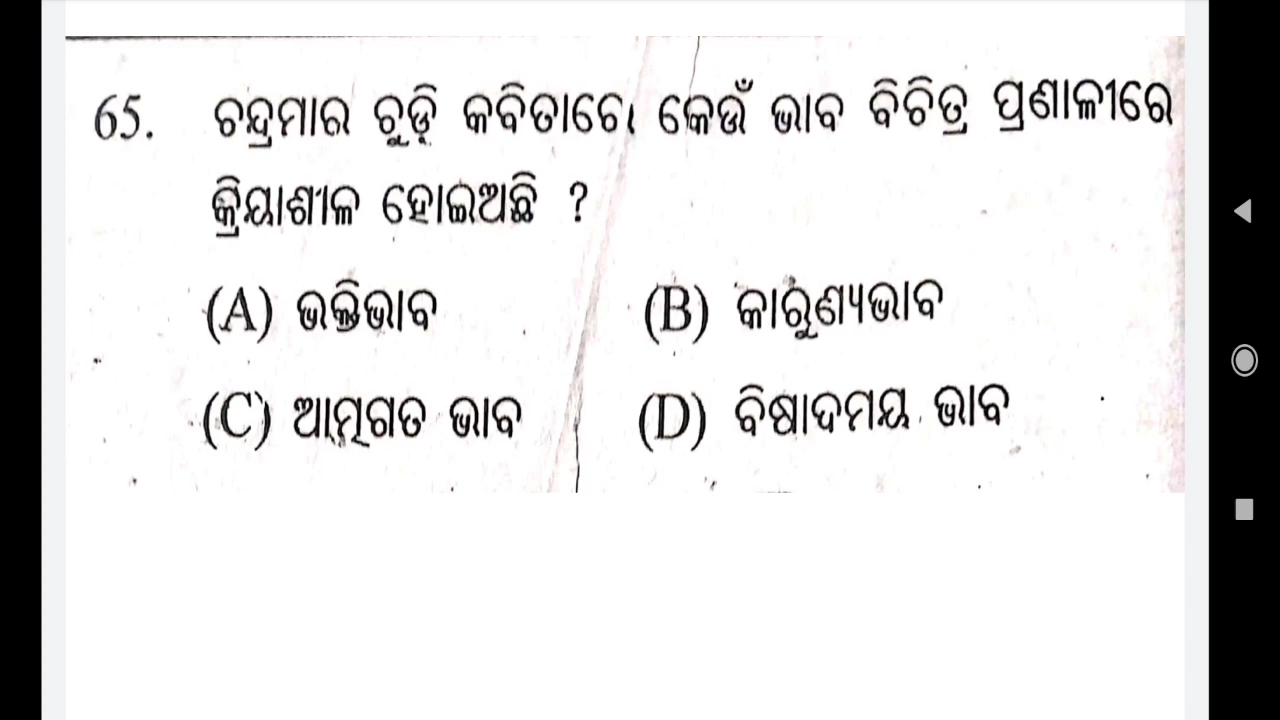 65. ଚନ୍ଦ୍ରମାର ଚୁଡ଼ି କବିତାରେ କେଉଁ ଭାବ ବିଚିତ୍ର ପ୍ରଣାଳୀରେ
କ୍ରିୟାଶୀଳ ହୋଇଅଛି ?
(A) ଭକ୍ତିଭାବ (B) କାରୁଣ୍ୟଭାବ
(C) ଆତ୍ମଗତ ଭାବ (D) ବିଷାଦମୟ ଭାବ